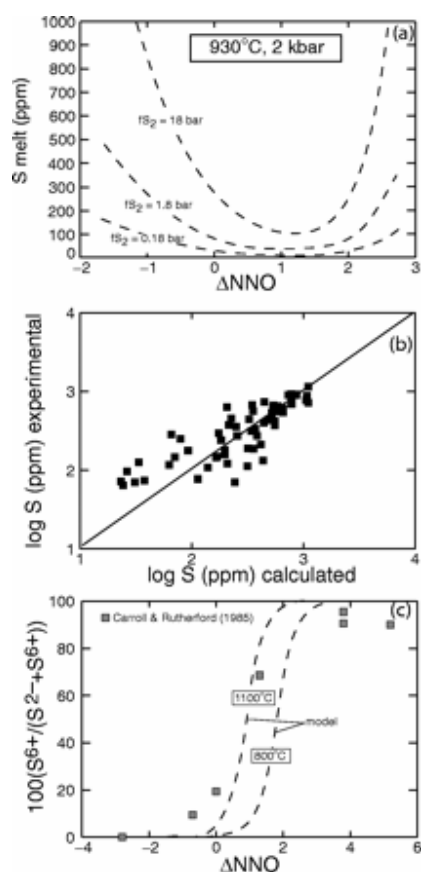 1000
900
800
700
600
500
400
300
200
100
0
S melt (ppm)
930°C, 2 kbar
(a)
fS2 = 18 bar
fS2 = 1.8 bar
fS2 = 0.18 bar
−2 −1 0 1 2 3
ΔNNO
4
3
2
1
log S (ppm) experimental
(b)
1 2 3 4
log S (ppm) calculated
100
80
60
40
20
0
100(S6+/(S2-+S6+))
Carroll & Rutherford (1985)
(c)
1100°C
model
800°C
−4 −2 0 2 4 6
ΔNNO